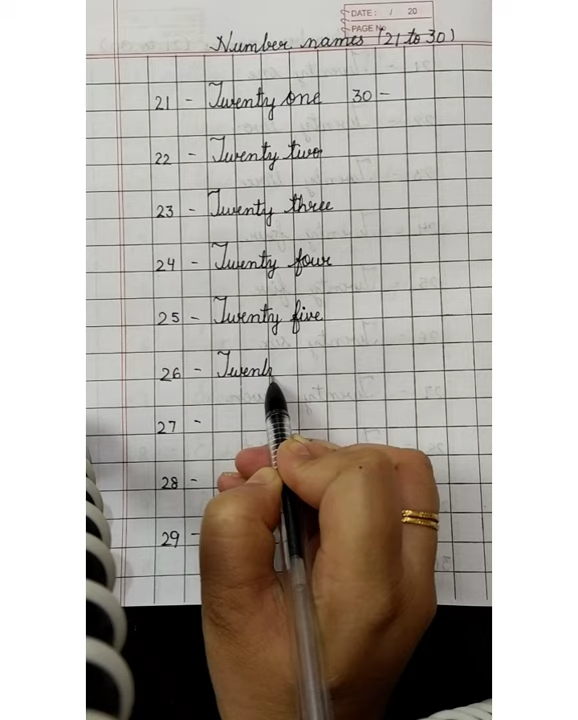 DATE: / 20
PAGE No
Number names (21 to 30)
21 - Twenty one 30 -
22 - Twenty two
23 - Twenty three
24 - Twenty four
25 - Twenty five
26 - Twent
27 -
28 -
29 -